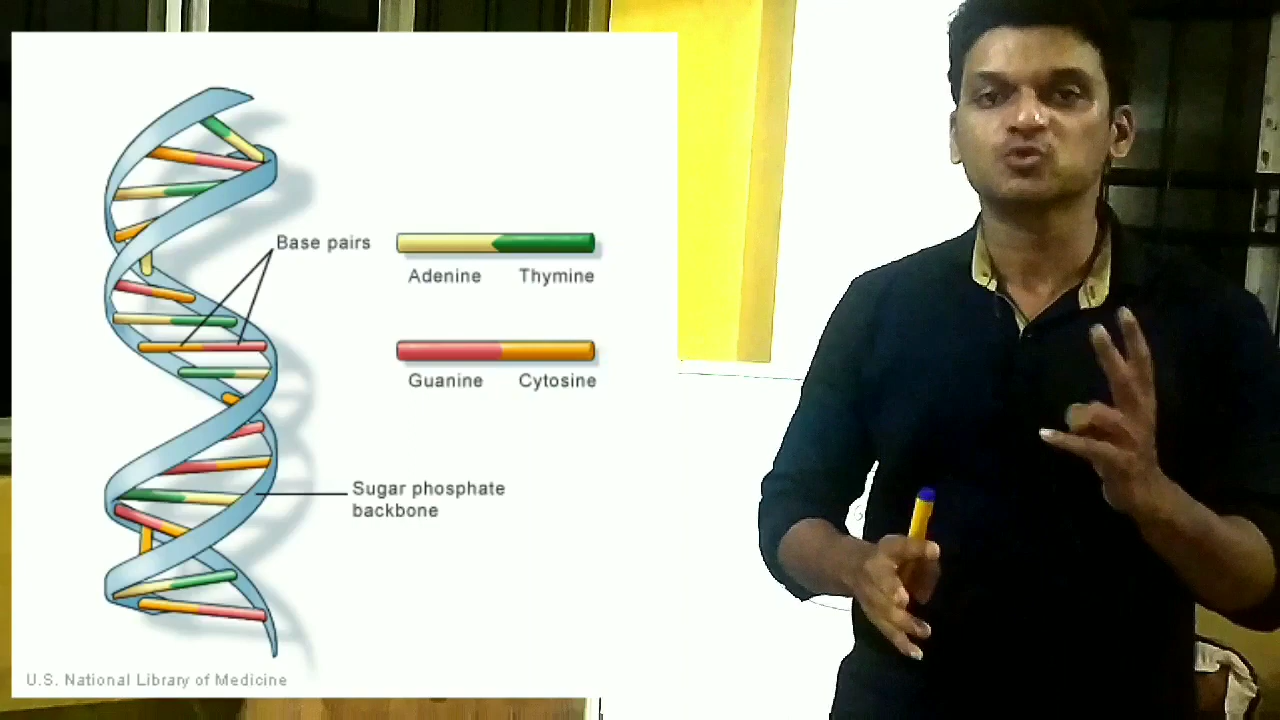 Base pairs
Adenine Thymine
Guanine Cytosine
Sugar phosphate
backbone
U.S. National Library of Medicine